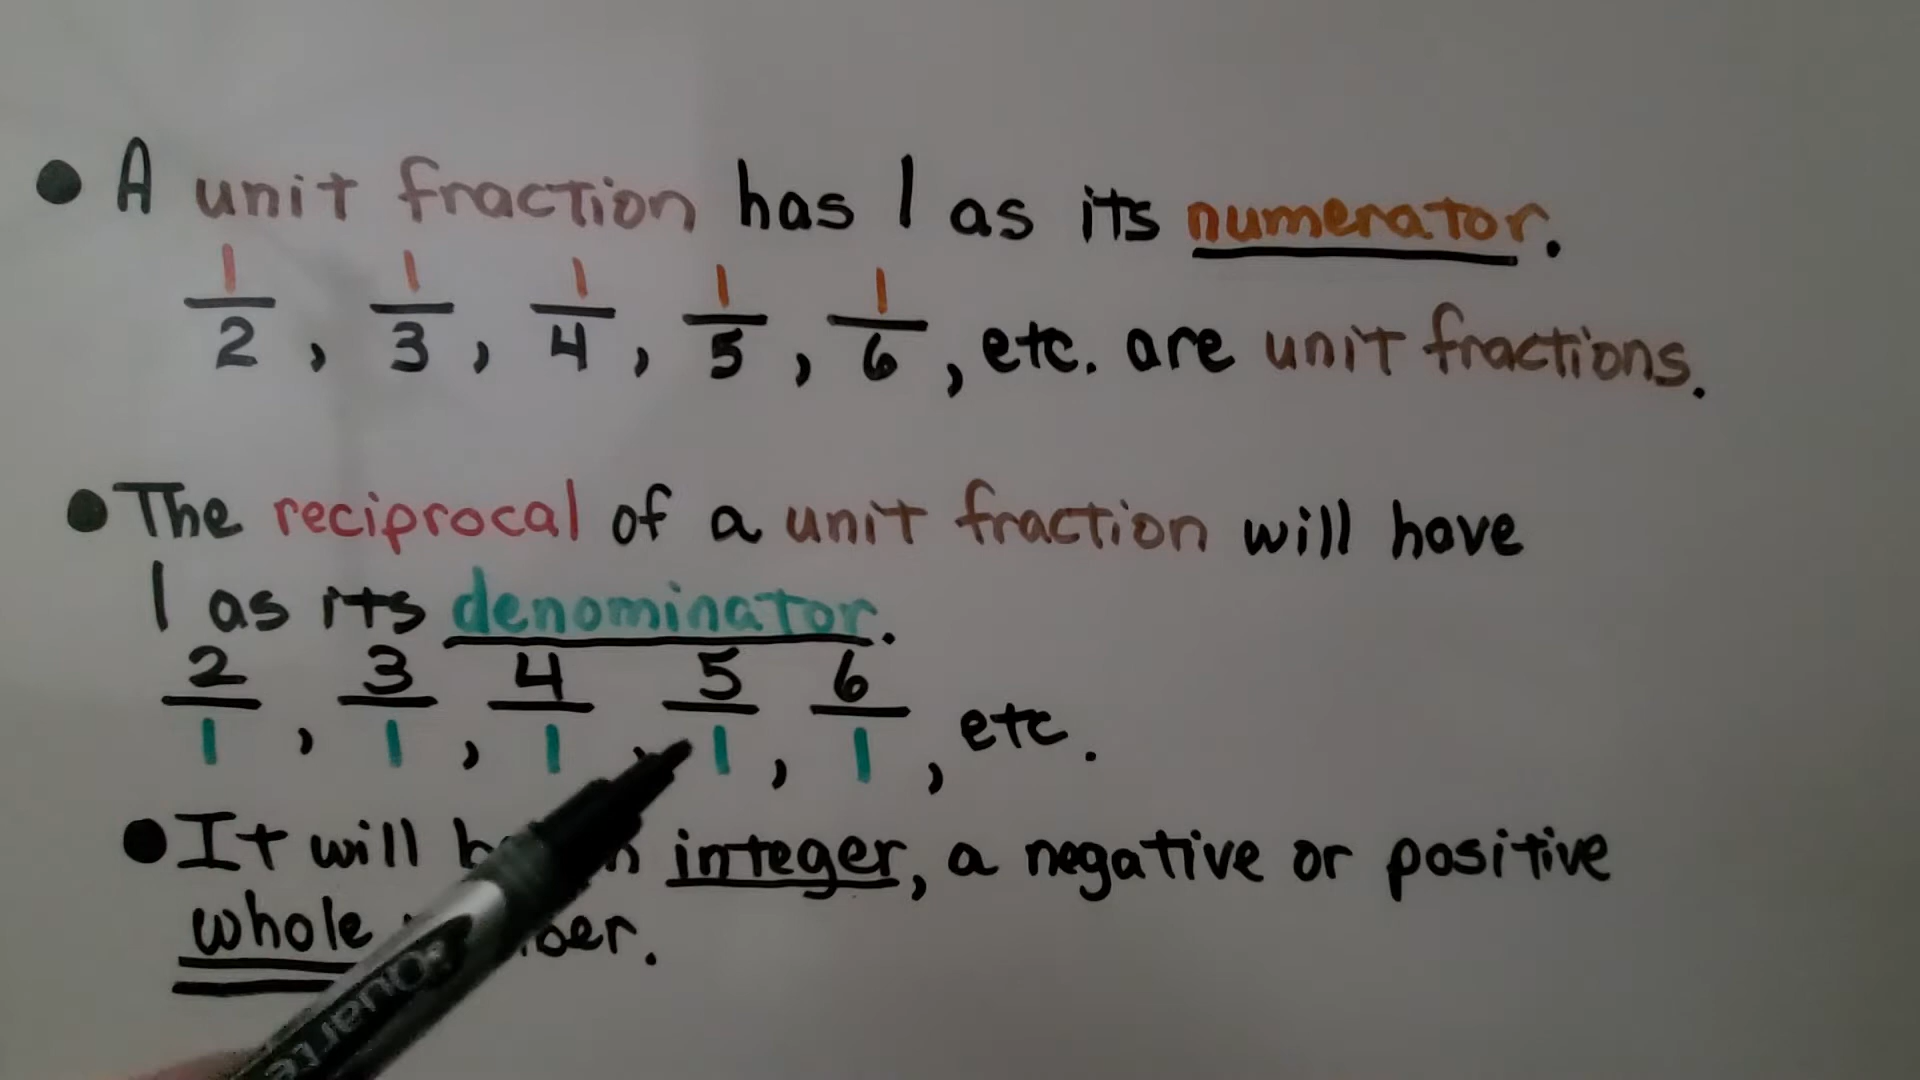 ● A unit fraction has 1 as its numerator.
1/2, 1/3, 1/4, 1/5, 1/6, etc. are unit fractions.
● The reciprocal of a unit fraction will have
1 as its denominator.
2/1, 3/1, 4/1, 5/1, 6/1, etc.
● It will integer, a negative or positive
whole